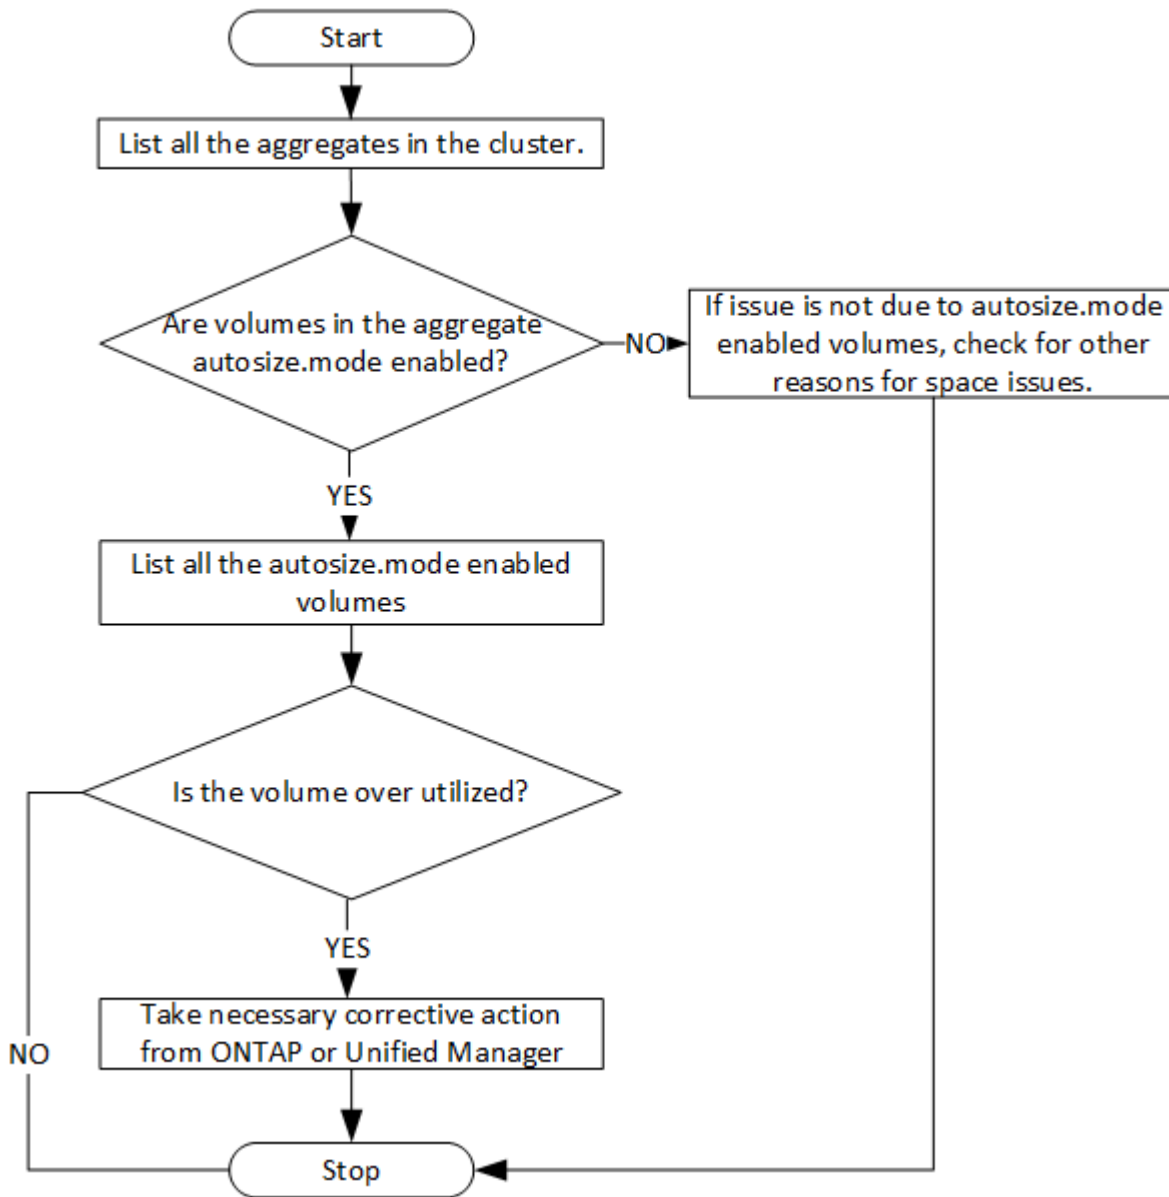 Start
List all the aggregates in the cluster.
Are volumes in the aggregate
autosize.mode enabled?
NO
If issue is not due to autosize.mode
enabled volumes, check for other
reasons for space issues.
YES
List all the autosize.mode enabled
volumes
Is the volume over utilized?
YES
Take necessary corrective action
from ONTAP or Unified Manager
NO
Stop